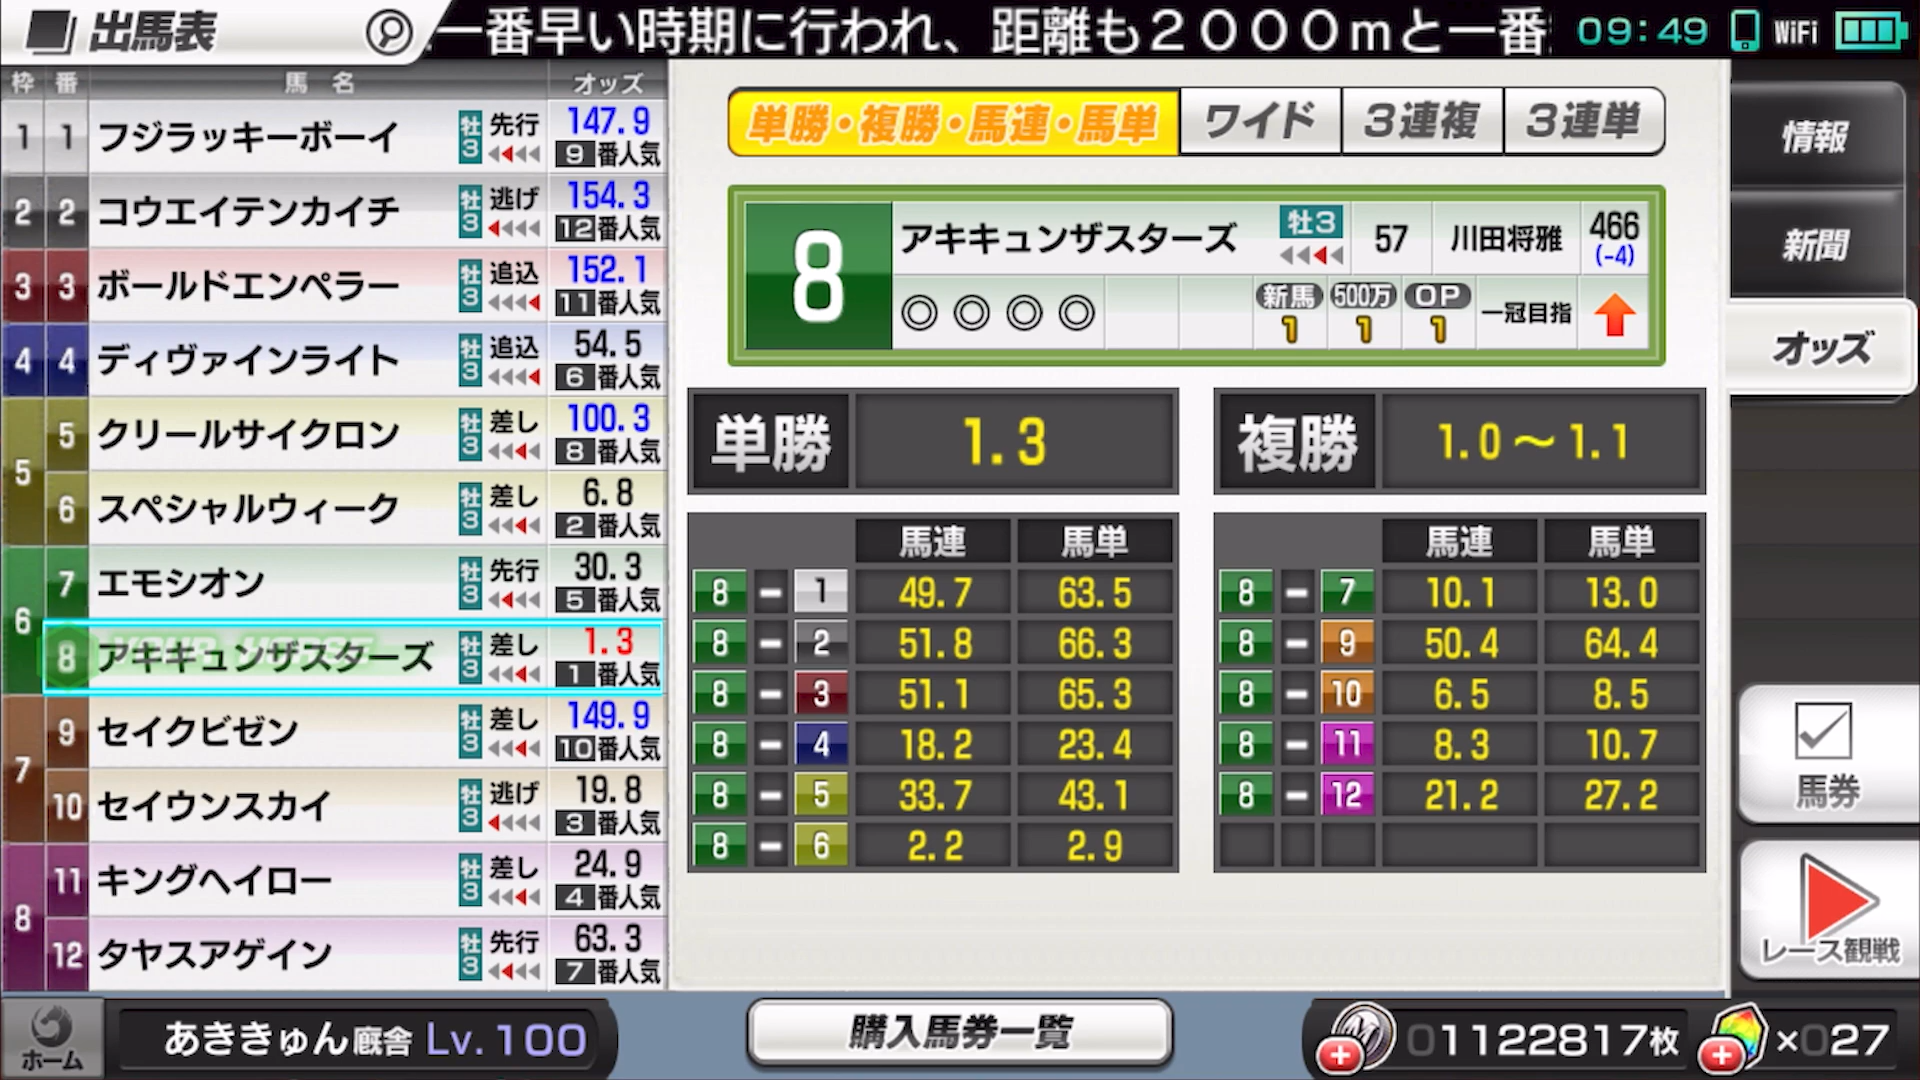 出馬表
一番早い時期に行われ、距離も2000mと一番
09:49 WiFi
枠 番 馬名 オッズ
1 1 フジラッキーボーイ 牡3 先行 147.9 9番人気
2 2 コウエイテンカイチ 牡3 逃げ 154.3 12番人気
3 3 ボールドエンペラー 牡3 追込 152.1 11番人気
4 4 ディヴァインライト 牡3 追込 54.5 6番人気
5 5 クリールサイクロン 牡3 差し 100.3 8番人気
6 スペシャルウィーク 牡3 差し 6.8 2番人気
6 7 エモシオン 牡3 先行 30.3 5番人気
8 アキキュンザスターズ 牡3 差し 1.3 1番人気
YOUR HORSE
7 9 セイクビゼン 牡3 差し 149.9 10番人気
10 セイウンスカイ 牡3 逃げ 19.8 3番人気
8 11 キングヘイロー 牡3 差し 24.9 4番人気
12 タヤスアゲイン 牡3 先行 63.3 7番人気
単勝・複勝・馬連・馬単 ワイド 3連複 3連単
8 アキキュンザスターズ 牡3 57 川田将雅 466 (-4)
◎ ◎ ◎ ◎ 新馬 1 500万 1 OP 1 一冠目指
単勝 1.3
複勝 1.0～1.1
馬連 馬単
8 - 1 49.7 63.5
8 - 2 51.8 66.3
8 - 3 51.1 65.3
8 - 4 18.2 23.4
8 - 5 33.7 43.1
8 - 6 2.2 2.9
馬連 馬単
8 - 7 10.1 13.0
8 - 9 50.4 64.4
8 - 10 6.5 8.5
8 - 11 8.3 10.7
8 - 12 21.2 27.2
情報
新聞
オッズ
馬券
レース観戦
ホーム
あききゅん厩舎 Lv.100
購入馬券一覧
M 011122817枚
×027